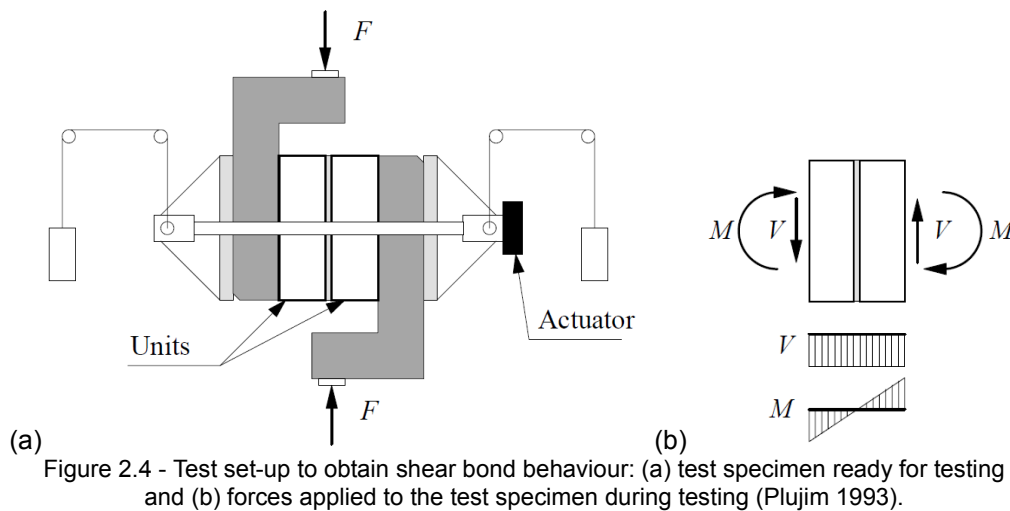 F
Units
Actuator
F
(a)
M
V
V
M
V
M
(b)
Figure 2.4 - Test set-up to obtain shear bond behaviour: (a) test specimen ready for testing
and (b) forces applied to the test specimen during testing (Plujim 1993).